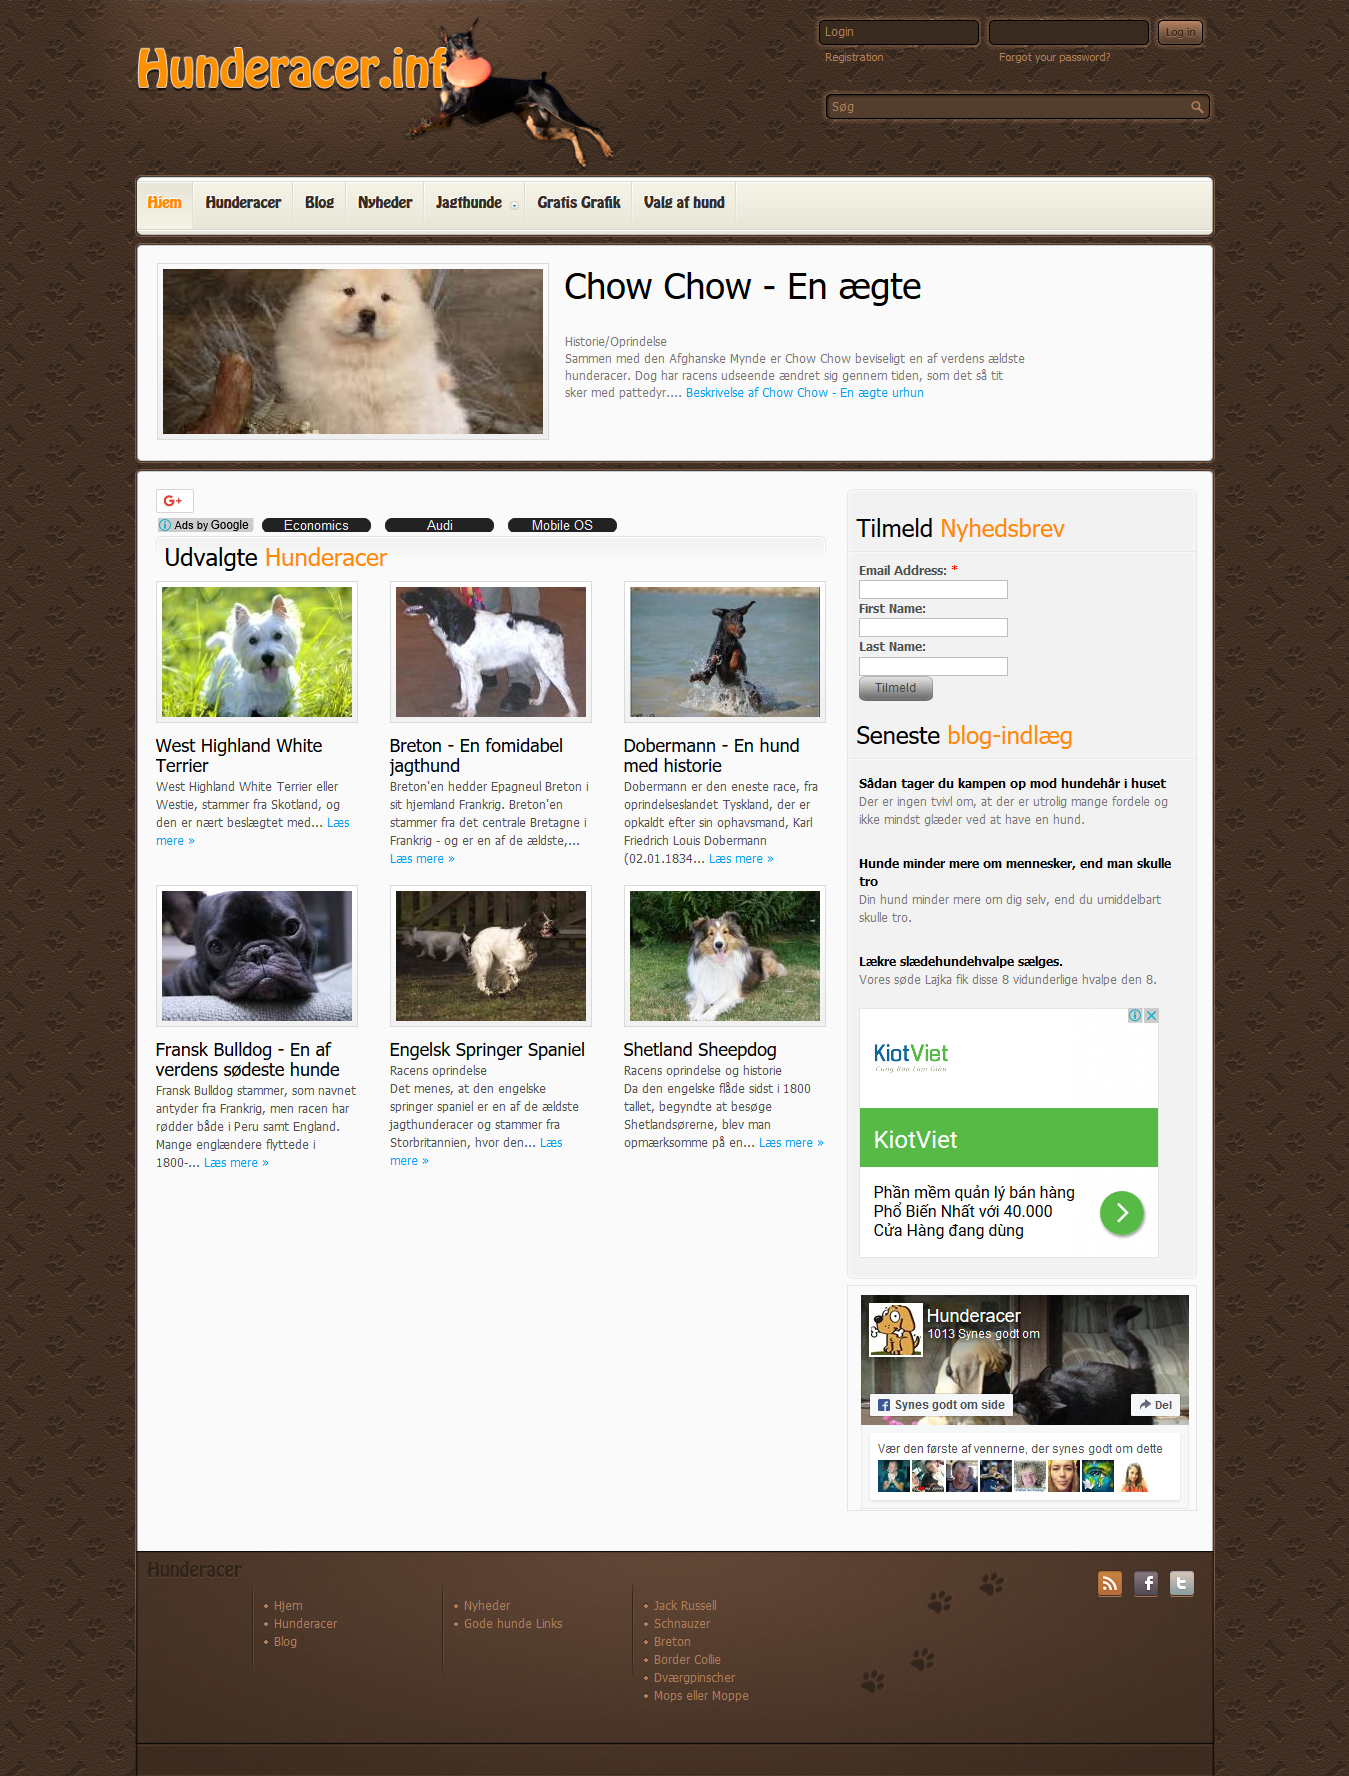 Hunderacer.inf
Login
Log in
Registration
Forgot your password?
Søg
Hjem
Hunderacer
Blog
Nyheder
Jagthunde
Gratis Grafik
Valg af hund
Chow Chow - En ægte
Historie/Oprindelse
Sammen med den Afghanske Mynde er Chow Chow beviseligt en af verdens ældste
hunderacer. Dog har racens udseende ændret sig gennem tiden, som det så tit
sker med pattedyr.... Beskrivelse af Chow Chow - En ægte urhun
G+
Ads by Google
Economics
Audi
Mobile OS
Udvalgte Hunderacer
West Highland White
Terrier
West Highland White Terrier eller
Westie, stammer fra Skotland, og
den er nært beslægtet med... Læs
mere »
Breton - En fomidabel
jagthund
Breton'en hedder Epagneul Breton i
sit hjemland Frankrig. Breton'en
stammer fra det centrale Bretagne i
Frankrig - og er en af de ældste,...
Læs mere »
Dobermann - En hund
med historie
Dobermann er den eneste race, fra
oprindelseslandet Tyskland, der er
opkaldt efter sin ophavsmand, Karl
Friedrich Louis Dobermann
(02.01.1834... Læs mere »
Fransk Bulldog - En af
verdens sødeste hunde
Fransk Bulldog stammer, som navnet
antyder fra Frankrig, men racen har
rødder både i Peru samt England.
Mange englændere flyttede i
1800-... Læs mere »
Engelsk Springer Spaniel
Racens oprindelse
Det menes, at den engelske
springer spaniel er en af de ældste
jagthunderacer og stammer fra
Storbritannien, hvor den... Læs
mere »
Shetland Sheepdog
Racens oprindelse og historie
Da den engelske flåde sidst i 1800
tallet, begyndte at besøge
Shetlandsørerne, blev man
opmærksomme på en... Læs mere »
Tilmeld Nyhedsbrev
Email Address: *
First Name:
Last Name:
Tilmeld
Seneste blog-indlæg
Sådan tager du kampen op mod hundehår i huset
Der er ingen tvivl om, at der er utrolig mange fordele og
ikke mindst glæder ved at have en hund.
Hunde minder mere om mennesker, end man skulle
tro
Din hund minder mere om dig selv, end du umiddelbart
skulle tro.
Lækre slædehundehvalpe sælges.
Vores søde Lajka fik disse 8 vidunderlige hvalpe den 8.
KiotViet
Cùng Bạn Làm Giàu
KiotViet
Phần mềm quản lý bán hàng
Phổ Biến Nhất với 40.000
Cửa Hàng đang dùng
Hunderacer
1013 Synes godt om
Synes godt om side
Del
Vær den første af vennerne, der synes godt om dette
Hunderacer
Hjem
Hunderacer
Blog
Nyheder
Gode hunde Links
Jack Russell
Schnauzer
Breton
Border Collie
Dværgpinscher
Mops eller Moppe